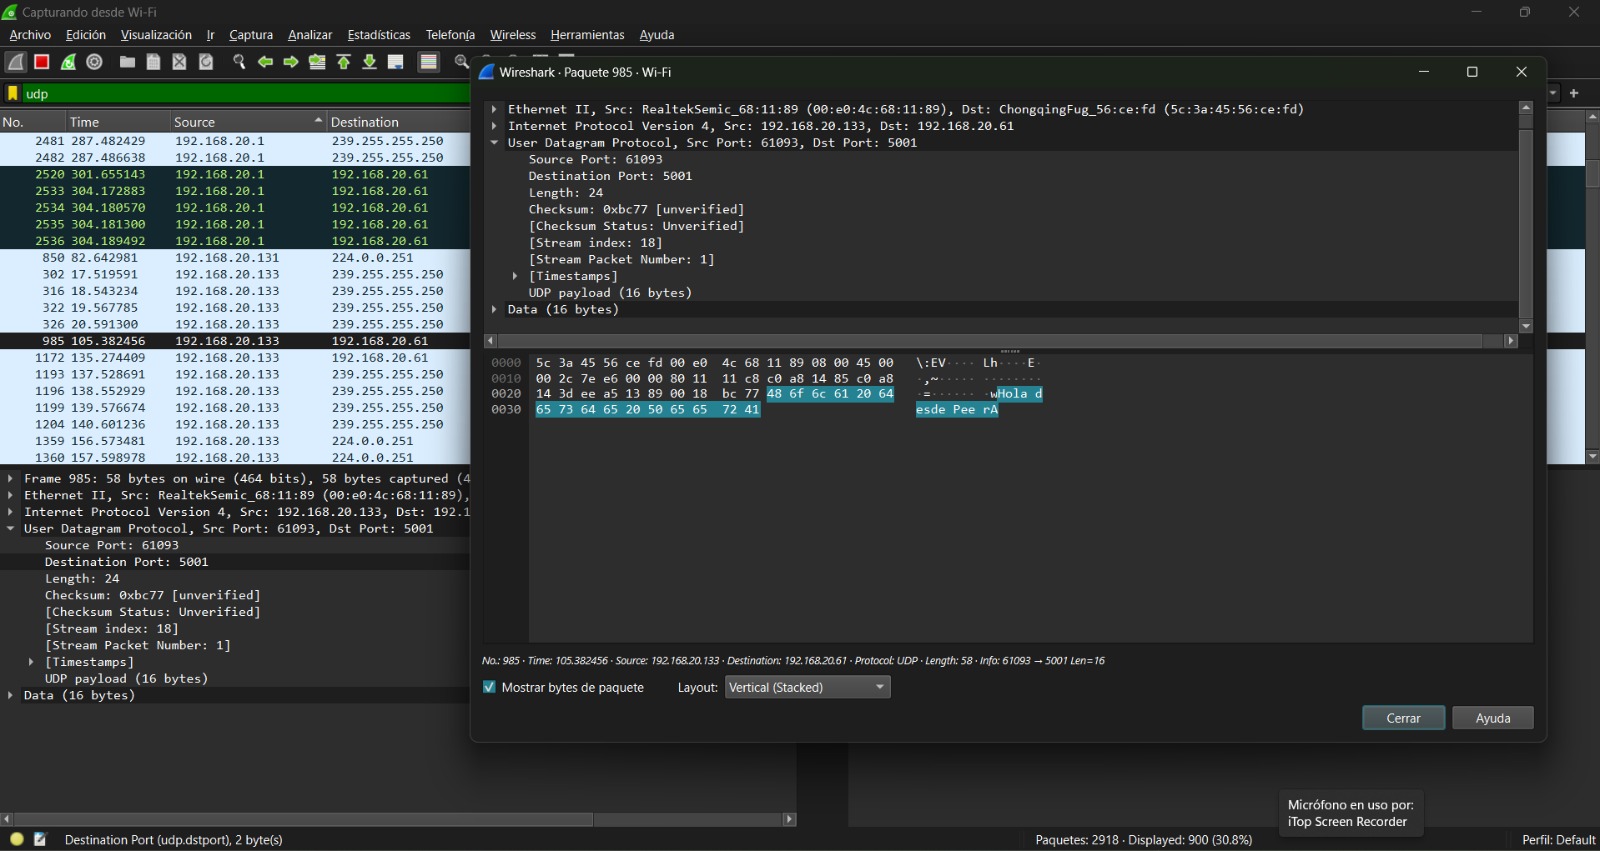 Capturando desde Wi-Fi
Archivo Edición Visualización Ir Captura Analizar Estadísticas Telefonía Wireless Herramientas Ayuda
udp
No. Time Source Destination
2481 287.482429 192.168.20.1 239.255.255.250
2482 287.486638 192.168.20.1 239.255.255.250
2520 301.655143 192.168.20.1 192.168.20.61
2533 304.172883 192.168.20.1 192.168.20.61
2534 304.180570 192.168.20.1 192.168.20.61
2535 304.181300 192.168.20.1 192.168.20.61
2536 304.189492 192.168.20.1 192.168.20.61
850 82.642981 192.168.20.131 224.0.0.251
302 17.519591 192.168.20.133 239.255.255.250
316 18.543234 192.168.20.133 239.255.255.250
322 19.567785 192.168.20.133 239.255.255.250
326 20.591300 192.168.20.133 239.255.255.250
985 105.382456 192.168.20.133 192.168.20.61
1172 135.274409 192.168.20.133 192.168.20.61
1193 137.528691 192.168.20.133 239.255.255.250
1196 138.552929 192.168.20.133 239.255.255.250
1199 139.576674 192.168.20.133 239.255.255.250
1204 140.601236 192.168.20.133 239.255.255.250
1359 156.573481 192.168.20.133 224.0.0.251
1360 157.598978 192.168.20.133 224.0.0.251
Frame 985: 58 bytes on wire (464 bits), 58 bytes captured (4
Ethernet II, Src: RealtekSemic_68:11:89 (00:e0:4c:68:11:89),
Internet Protocol Version 4, Src: 192.168.20.133, Dst: 192.1
User Datagram Protocol, Src Port: 61093, Dst Port: 5001
Source Port: 61093
Destination Port: 5001
Length: 24
Checksum: 0xbc77 [unverified]
[Checksum Status: Unverified]
[Stream index: 18]
[Stream Packet Number: 1]
[Timestamps]
UDP payload (16 bytes)
Data (16 bytes)
Wireshark · Paquete 985 · Wi-Fi
Ethernet II, Src: RealtekSemic_68:11:89 (00:e0:4c:68:11:89), Dst: ChongqingFug_56:ce:fd (5c:3a:45:56:ce:fd)
Internet Protocol Version 4, Src: 192.168.20.133, Dst: 192.168.20.61
User Datagram Protocol, Src Port: 61093, Dst Port: 5001
Source Port: 61093
Destination Port: 5001
Length: 24
Checksum: 0xbc77 [unverified]
[Checksum Status: Unverified]
[Stream index: 18]
[Stream Packet Number: 1]
[Timestamps]
UDP payload (16 bytes)
Data (16 bytes)
0000 5c 3a 45 56 ce fd 00 e0 4c 68 11 89 08 00 45 00 \:EV···· Lh····E·
0010 00 2c 7e e6 00 00 80 11 11 c8 c0 a8 14 85 c0 a8 ·,~····· ········
0020 14 3d ee a5 13 89 00 18 bc 77 48 6f 6c 61 20 64 ·=······ ·wHola d
0030 65 73 64 65 20 50 65 65 72 41 esde Pee rA
No.: 985 · Time: 105.382456 · Source: 192.168.20.133 · Destination: 192.168.20.61 · Protocol: UDP · Length: 58 · Info: 61093 → 5001 Len=16
Mostrar bytes de paquete Layout: Vertical (Stacked)
Cerrar Ayuda
Micrófono en uso por:
iTop Screen Recorder
Destination Port (udp.dstport), 2 byte(s) Paquetes: 2918 · Displayed: 900 (30.8%) Perfil: Default